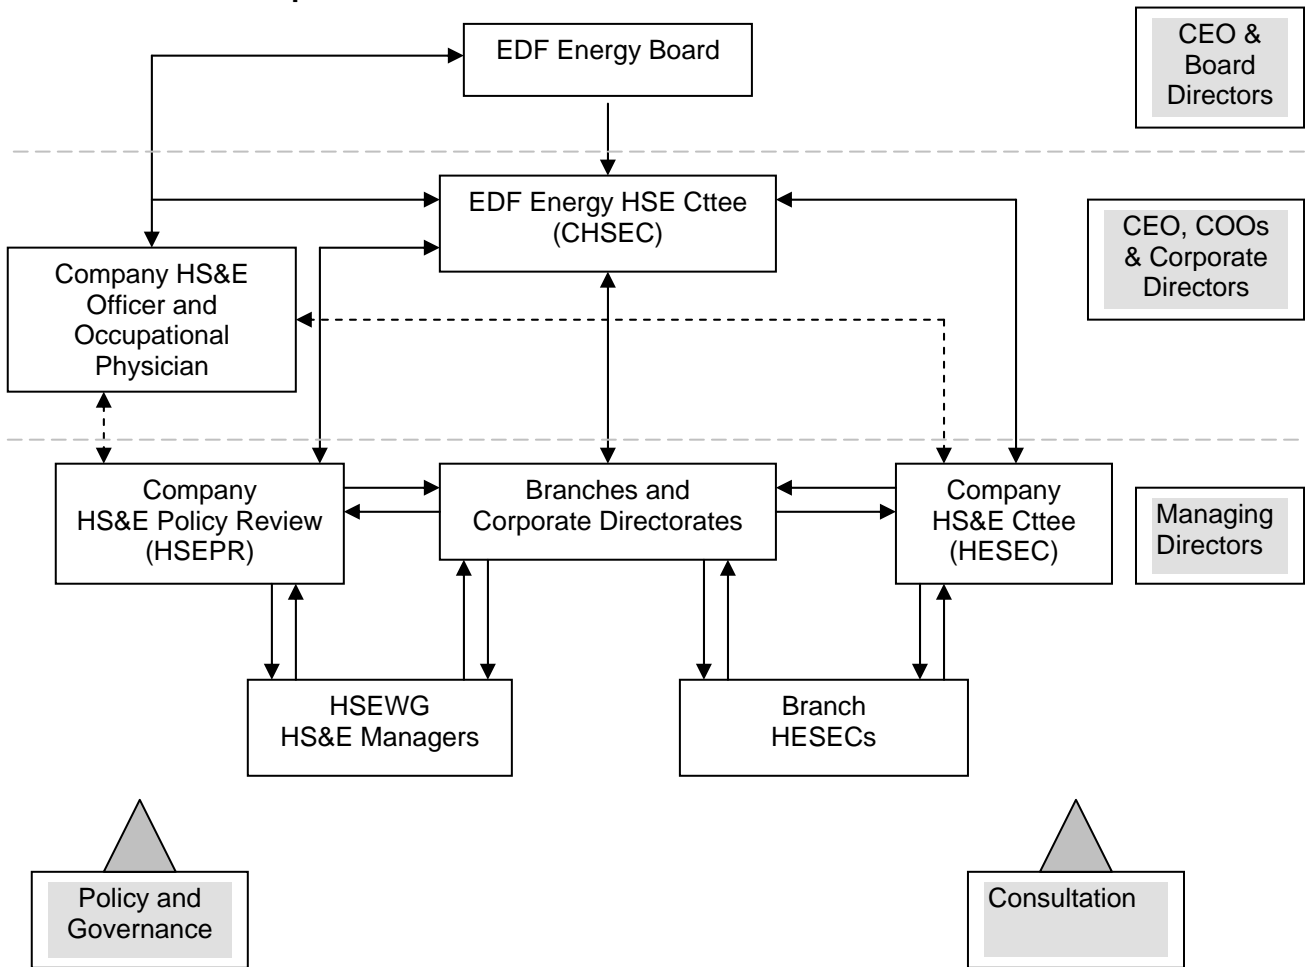 EDF Energy Board
CEO &
Board
Directors
EDF Energy HSE Cttee
(CHSEC)
CEO, COOs
& Corporate
Directors
Company HS&E
Officer and
Occupational
Physician
Company
HS&E Policy Review
(HSEPR)
Branches and
Corporate Directorates
Company
HS&E Cttee
(HESEC)
Managing
Directors
HSEWG
HS&E Managers
Branch
HESECs
Policy and
Governance
Consultation